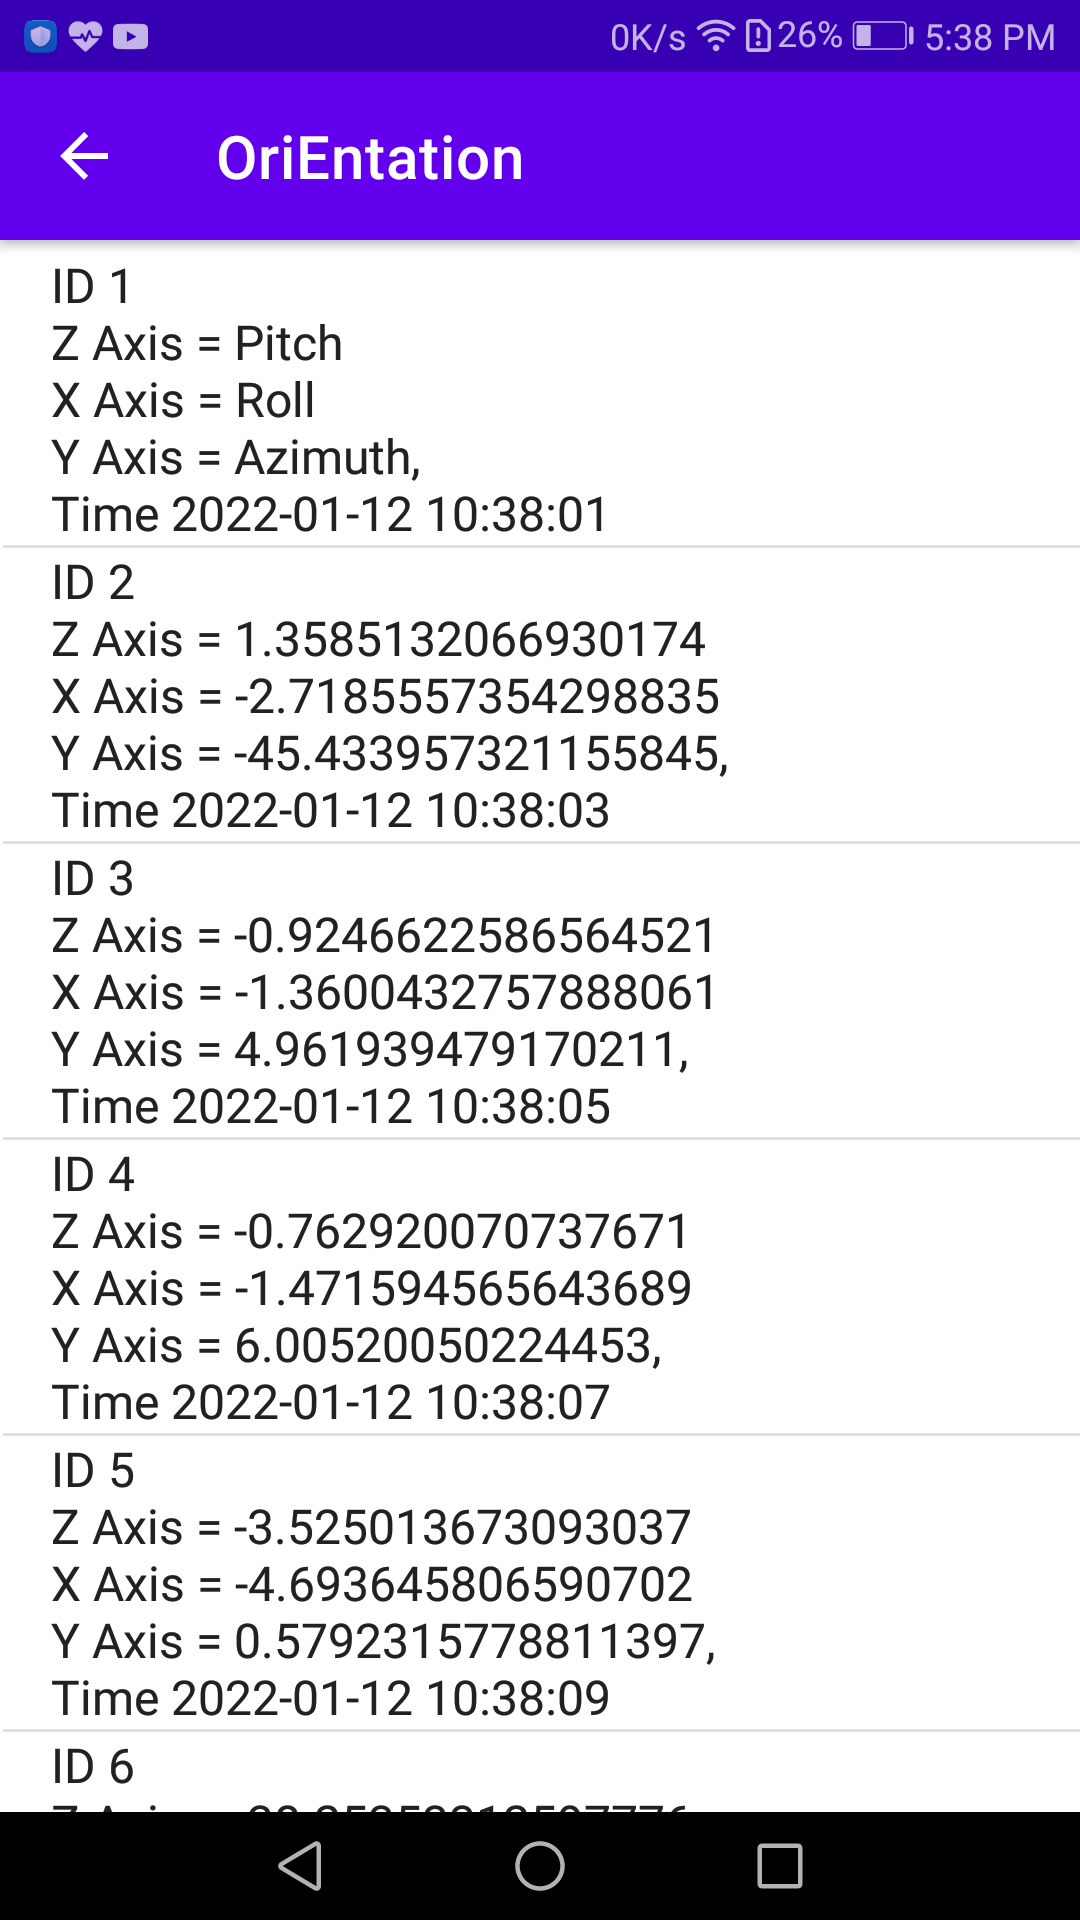 0K/s 26% 5:38 PM
OriEntation
ID 1
Z Axis = Pitch
X Axis = Roll
Y Axis = Azimuth,
Time 2022-01-12 10:38:01
ID 2
Z Axis = 1.3585132066930174
X Axis = -2.7185557354298835
Y Axis = -45.433957321155845,
Time 2022-01-12 10:38:03
ID 3
Z Axis = -0.9246622586564521
X Axis = -1.3600432757888061
Y Axis = 4.961939479170211,
Time 2022-01-12 10:38:05
ID 4
Z Axis = -0.762920070737671
X Axis = -1.471594565643689
Y Axis = 6.00520050224453,
Time 2022-01-12 10:38:07
ID 5
Z Axis = -3.525013673093037
X Axis = -4.693645806590702
Y Axis = 0.5792315778811397,
Time 2022-01-12 10:38:09
ID 6